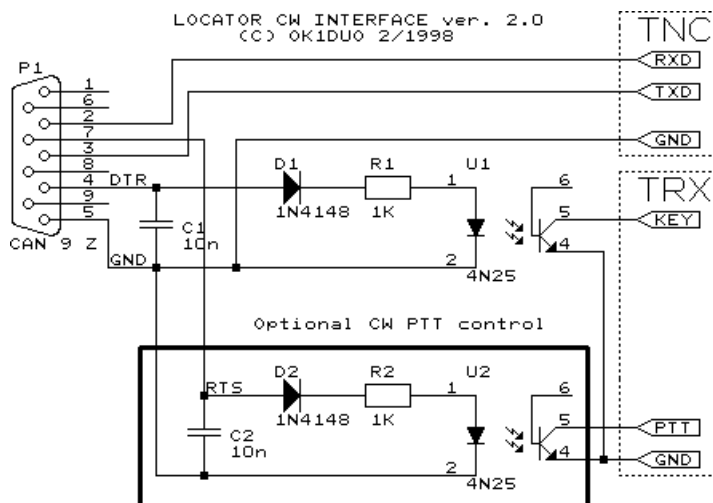 LOCATOR CW INTERFACE ver. 2.0
(C) OK1DUO 2/1998
TNC
RXD
TXD
GND
P1
1
6
2
7
3
8
4
9
5
CAN 9 Z
DTR
GND
C1
10n
D1
1N4148
R1
1K
U1
1
2
4N25
6
5
4
TRX
KEY
Optional CW PTT control
RTS
C2
10n
D2
1N4148
R2
1K
U2
1
2
4N25
6
5
4
PTT
GND